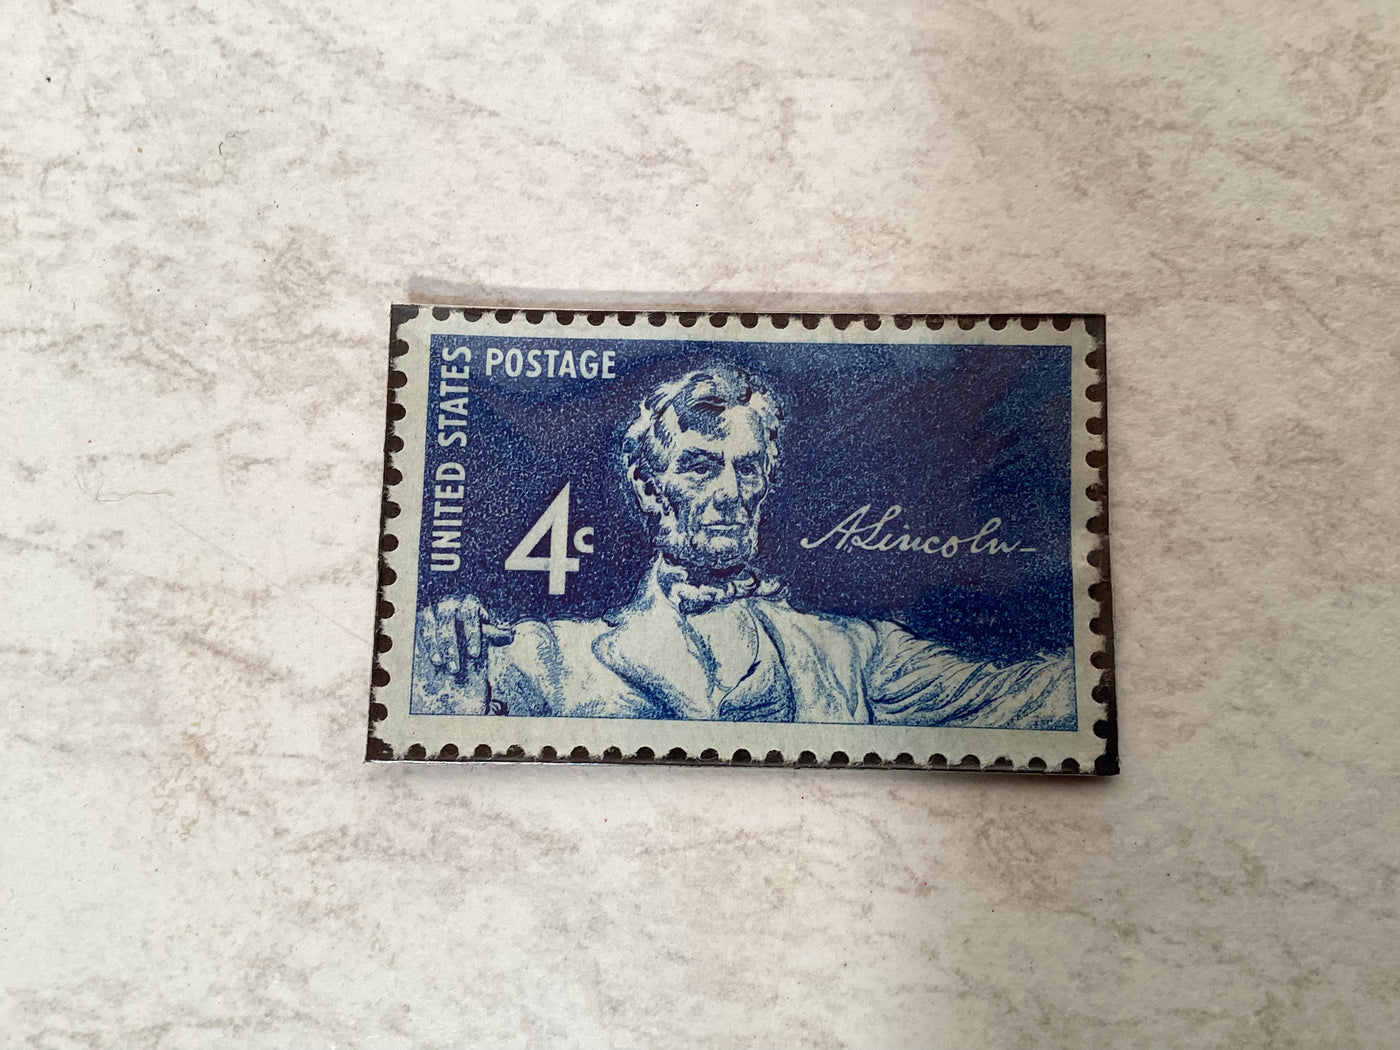 UNITED STATES
POSTAGE
4c
A. Lincoln